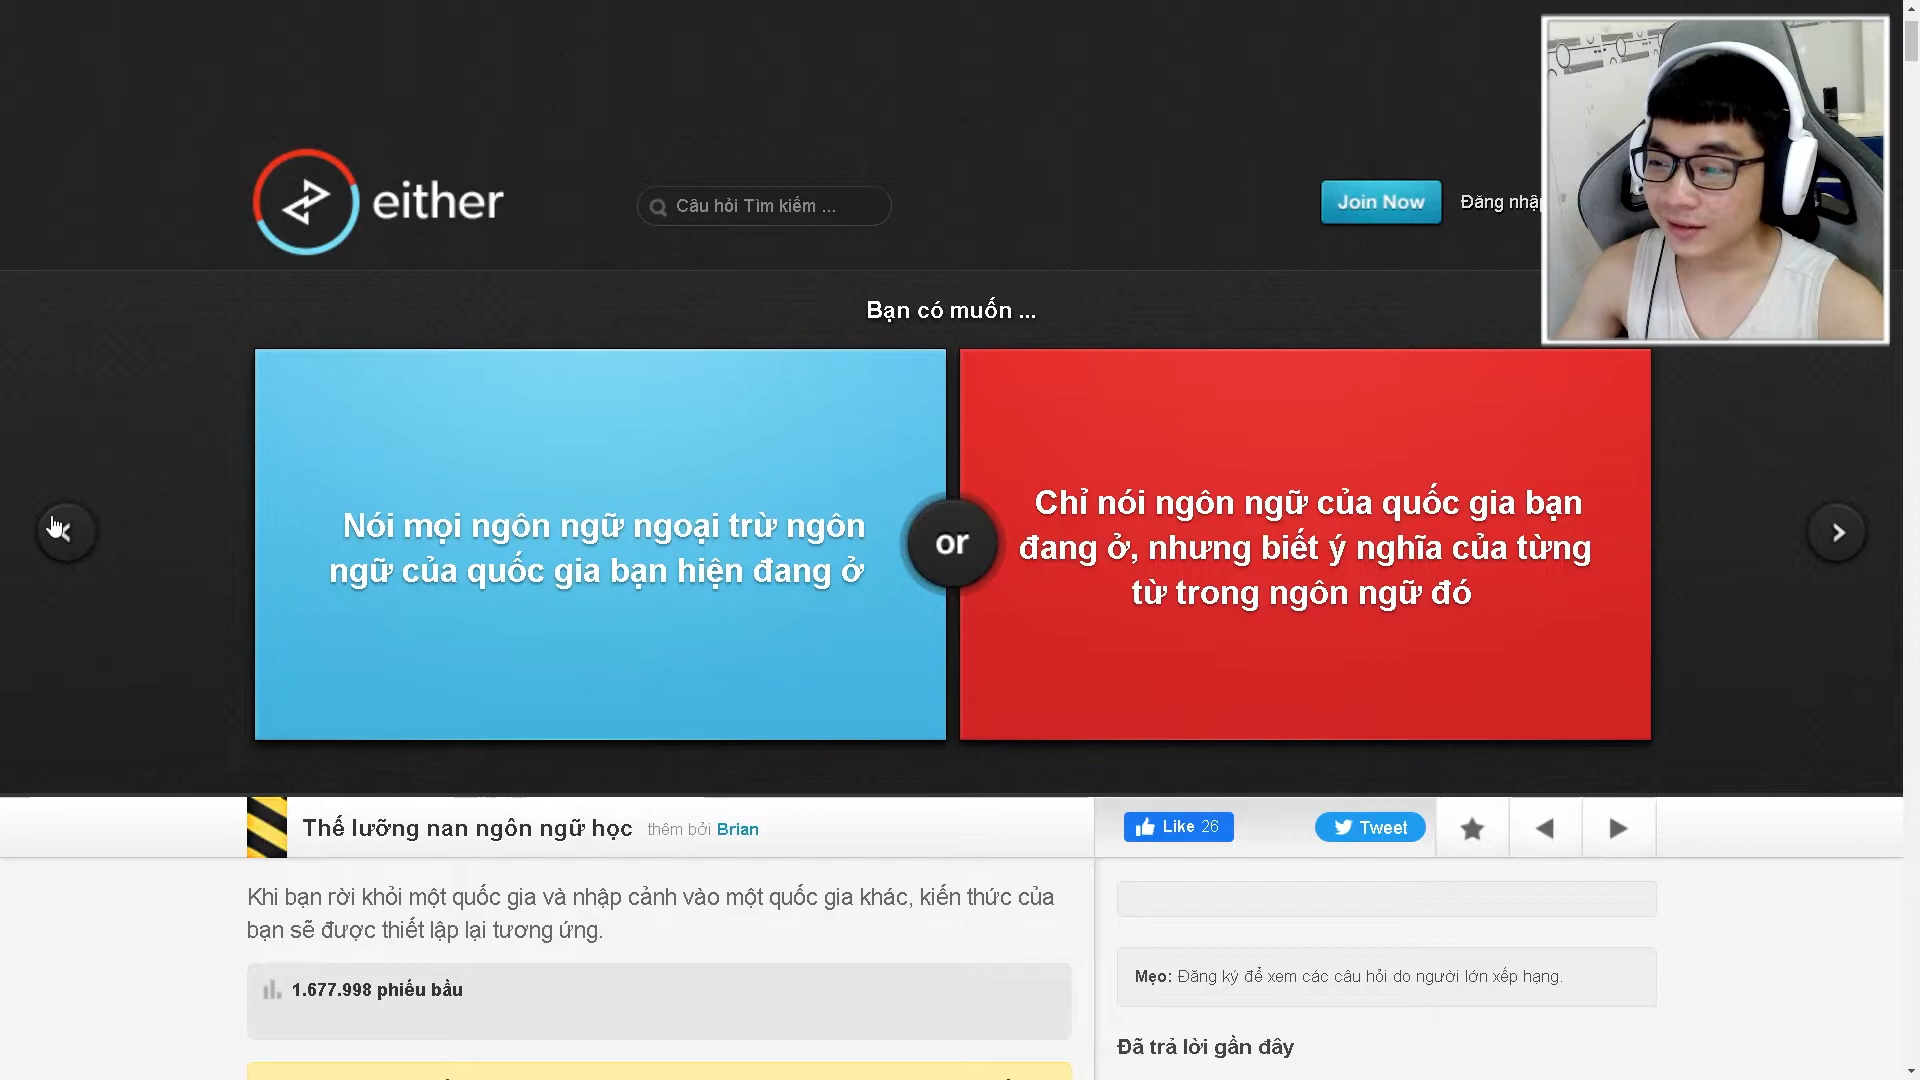 either
Câu hỏi Tìm kiếm ...
Join Now
Đăng nhập
Bạn có muốn ...
Nói mọi ngôn ngữ ngoại trừ ngôn
ngữ của quốc gia bạn hiện đang ở
or
Chỉ nói ngôn ngữ của quốc gia bạn
đang ở, nhưng biết ý nghĩa của từng
từ trong ngôn ngữ đó
Thế lưỡng nan ngôn ngữ học thêm bởi Brian
Like 26
Tweet
Khi bạn rời khỏi một quốc gia và nhập cảnh vào một quốc gia khác, kiến thức của
bạn sẽ được thiết lập lại tương ứng.
1.677.998 phiếu bầu
Mẹo: Đăng ký để xem các câu hỏi do người lớn xếp hạng.
Đã trả lời gần đây